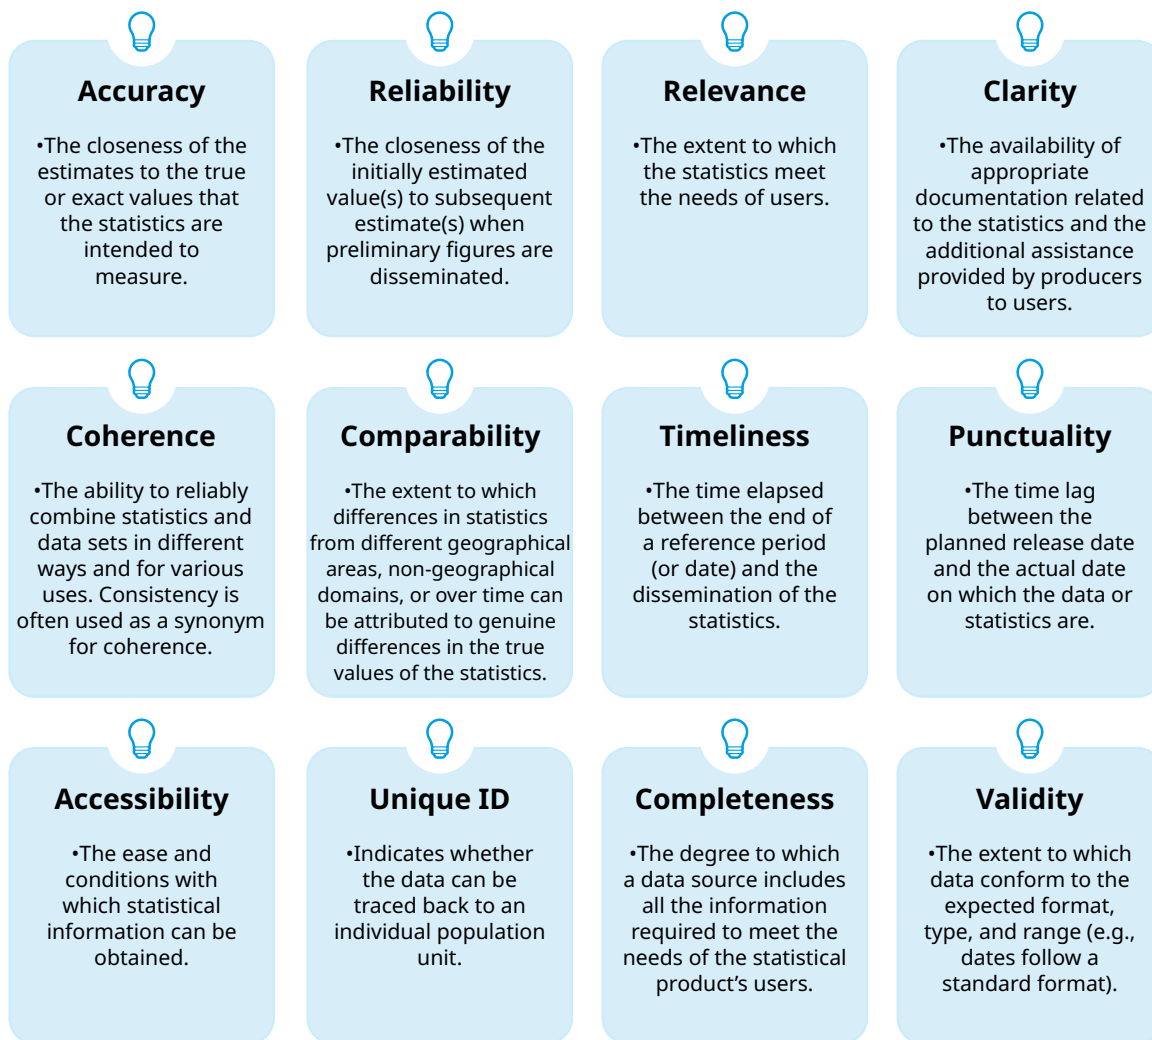 Accuracy
•The closeness of the
estimates to the true
or exact values that
the statistics are
intended to
measure.
Reliability
•The closeness of the
initially estimated
value(s) to subsequent
estimate(s) when
preliminary figures are
disseminated.
Relevance
•The extent to which
the statistics meet
the needs of users.
Clarity
•The availability of
appropriate
documentation related
to the statistics and the
additional assistance
provided by producers
to users.
Coherence
•The ability to reliably
combine statistics and
data sets in different
ways and for various
uses. Consistency is
often used as a synonym
for coherence.
Comparability
•The extent to which
differences in statistics
from different geographical
areas, non-geographical
domains, or over time can
be attributed to genuine
differences in the true
values of the statistics.
Timeliness
•The time elapsed
between the end of
a reference period
(or date) and the
dissemination of the
statistics.
Punctuality
•The time lag
between the
planned release date
and the actual date
on which the data or
statistics are.
Accessibility
•The ease and
conditions with
which statistical
information can be
obtained.
Unique ID
•Indicates whether
the data can be
traced back to an
individual population
unit.
Completeness
•The degree to which
a data source includes
all the information
required to meet the
needs of the statistical
product’s users.
Validity
•The extent to which
data conform to the
expected format,
type, and range (e.g.,
dates follow a
standard format).